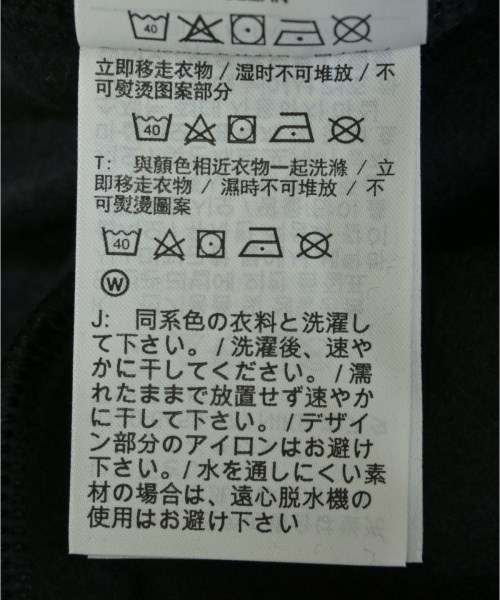 40
立即移走衣物 / 湿时不可堆放 / 不
可熨烫图案部分
40
T: 與顏色相近衣物一起洗滌 / 立
即移走衣物 / 濕時不可堆放 / 不
可熨燙圖案
40
W
J: 同系色の衣料と洗濯し
て下さい。 / 洗濯後、速や
かに干してください。 / 濡
れたままで放置せず速やか
に干して下さい。 / デザイ
ン部分のアイロンはお避け
下さい。 / 水を通しにくい素
材の場合は、遠心脱水機の
使用はお避け下さい